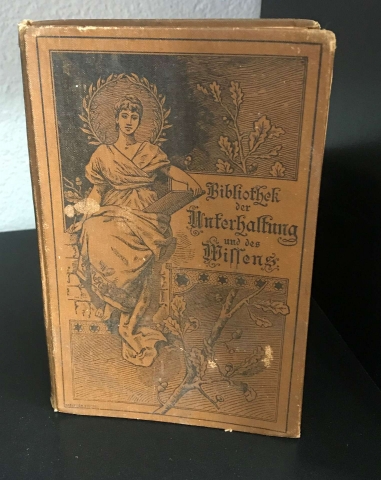 Bibliothek
der
Unterhaltung
und des
Wissens.